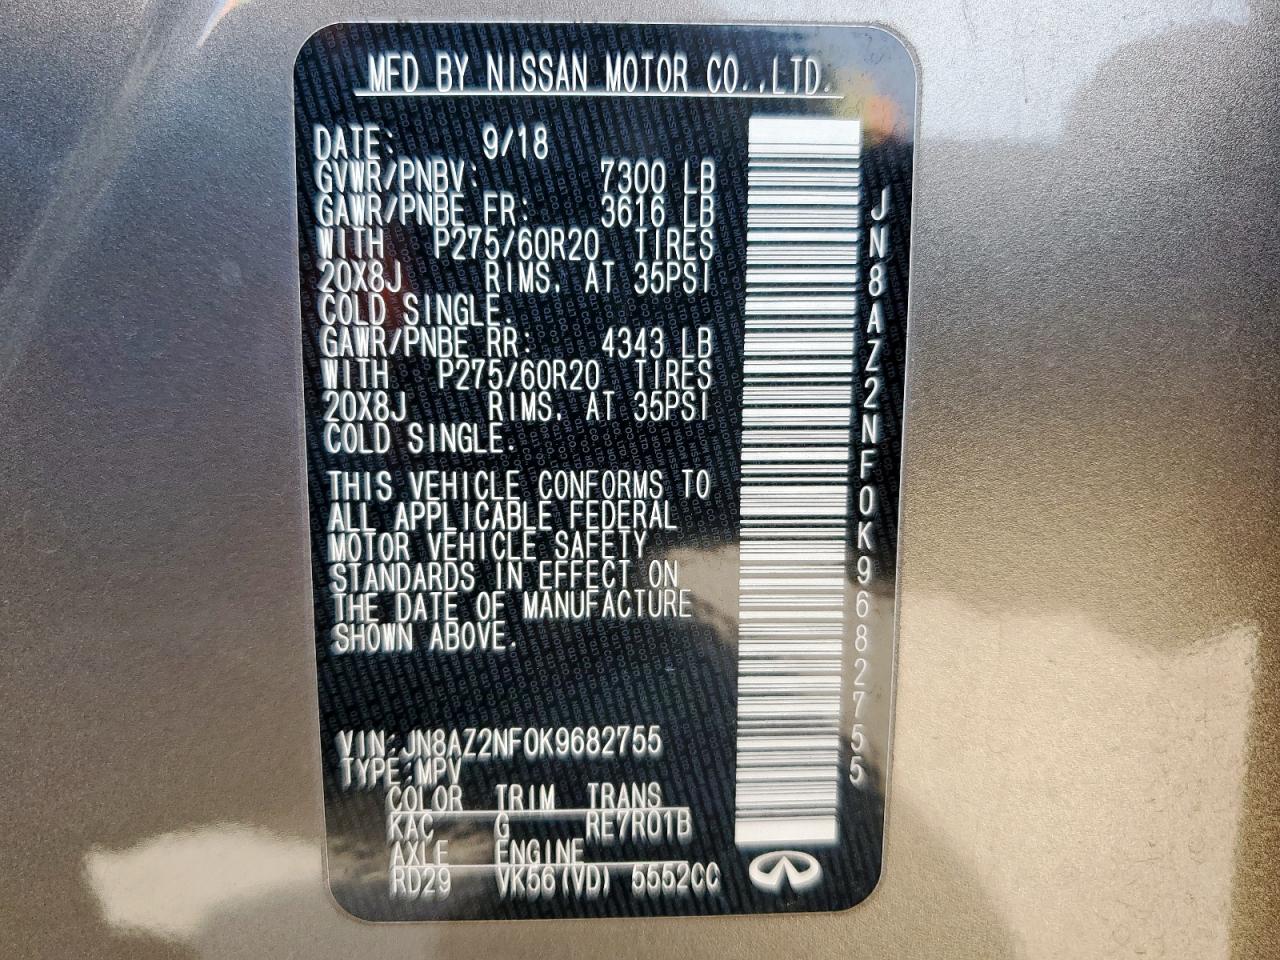 MFD BY NISSAN MOTOR CO.,LTD.
DATE: 9/18
GVWR/PNBV: 7300 LB
GAWR/PNBE FR: 3616 LB
WITH P275/60R20 TIRES
20X8J RIMS. AT 35PSI
COLD SINGLE.
GAWR/PNBE RR: 4343 LB
WITH P275/60R20 TIRES
20X8J RIMS. AT 35PSI
COLD SINGLE.
THIS VEHICLE CONFORMS TO
ALL APPLICABLE FEDERAL
MOTOR VEHICLE SAFETY
STANDARDS IN EFFECT ON
THE DATE OF MANUFACTURE
SHOWN ABOVE.
VIN:JN8AZ2NF0K9682755
TYPE:MPV
COLOR TRIM TRANS
KAC G RE7R01B
AXLE ENGINE
RD29 VK56(VD) 5552CC
JN8AZ2NF0K9682755